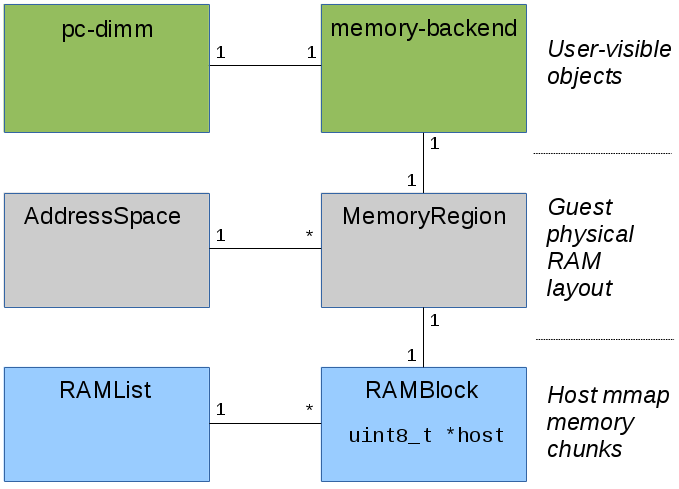 pc-dimm
1
1
memory-backend
User-visible
objects
1
1
AddressSpace
1
*
MemoryRegion
Guest
physical
RAM
layout
1
1
RAMList
1
*
RAMBlock
uint8_t *host
Host mmap
memory
chunks